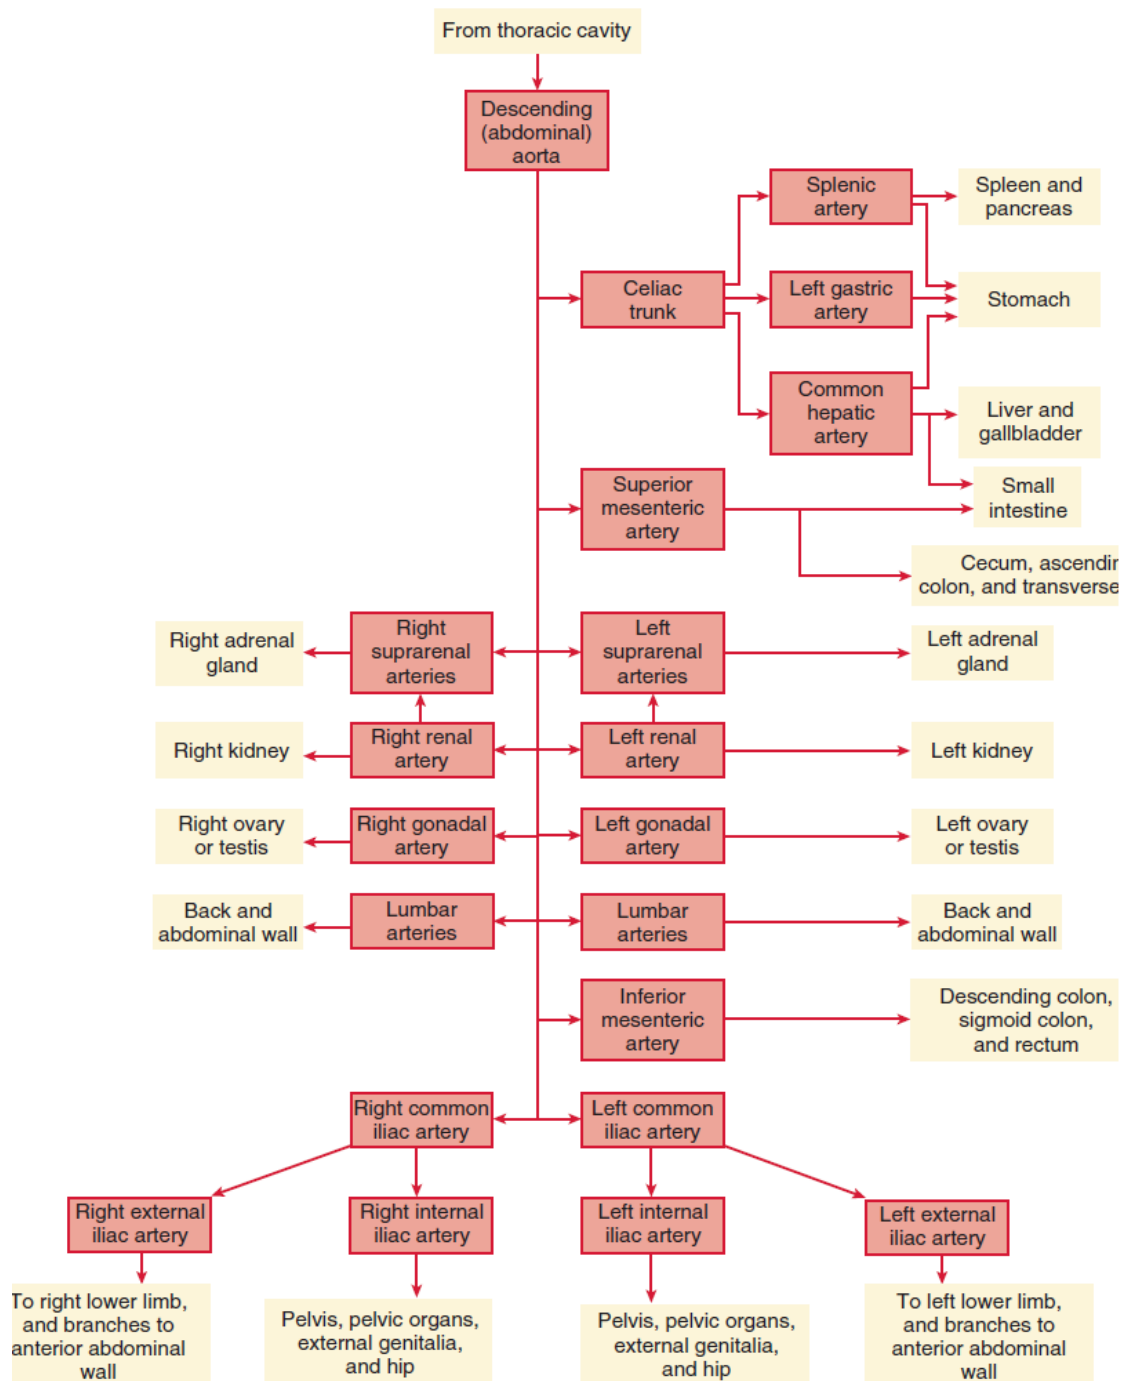 From thoracic cavity
Descending
(abdominal)
aorta
Splenic
artery
Spleen and
pancreas
Celiac
trunk
Left gastric
artery
Stomach
Common
hepatic
artery
Liver and
gallbladder
Superior
mesenteric
artery
Small
intestine
Cecum, ascendin
colon, and transverse
Right adrenal
gland
Right
suprarenal
arteries
Left
suprarenal
arteries
Left adrenal
gland
Right kidney
Right renal
artery
Left renal
artery
Left kidney
Right ovary
or testis
Right gonadal
artery
Left gonadal
artery
Left ovary
or testis
Back and
abdominal wall
Lumbar
arteries
Lumbar
arteries
Back and
abdominal wall
Inferior
mesenteric
artery
Descending colon,
sigmoid colon,
and rectum
Right common
iliac artery
Left common
iliac artery
Right external
iliac artery
Right internal
iliac artery
Left internal
iliac artery
Left external
iliac artery
To right lower limb,
and branches to
anterior abdominal
wall
Pelvis, pelvic organs,
external genitalia,
and hip
Pelvis, pelvic organs,
external genitalia,
and hip
To left lower limb,
and branches to
anterior abdominal
wall